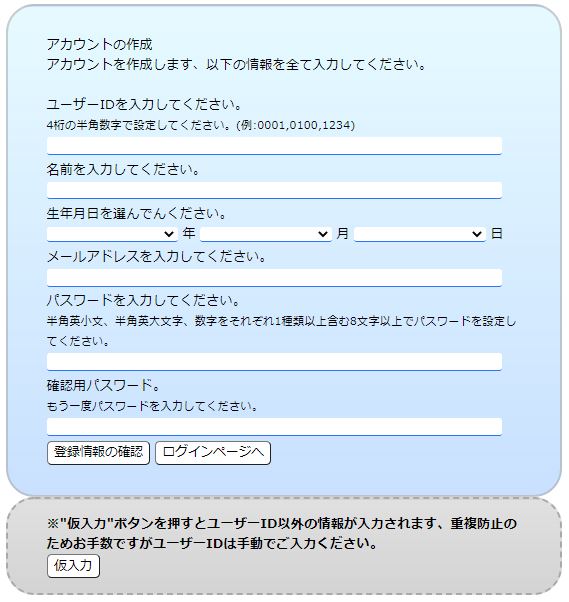 アカウントの作成
アカウントを作成します、以下の情報を全て入力してください。
ユーザーIDを入力してください。
4桁の半角数字で設定してください。(例:0001,0100,1234)
名前を入力してください。
生年月日を選んでんください。
年 月 日
メールアドレスを入力してください。
パスワードを入力してください。
半角英小文、半角英大文字、数字をそれぞれ1種類以上含む8文字以上でパスワードを設定し
てください。
確認用パスワード。
もう一度パスワードを入力してください。
登録情報の確認 ログインページへ
※"仮入力"ボタンを押すとユーザーID以外の情報が入力されます、重複防止の
ためお手数ですがユーザーIDは手動でご入力ください。
仮入力